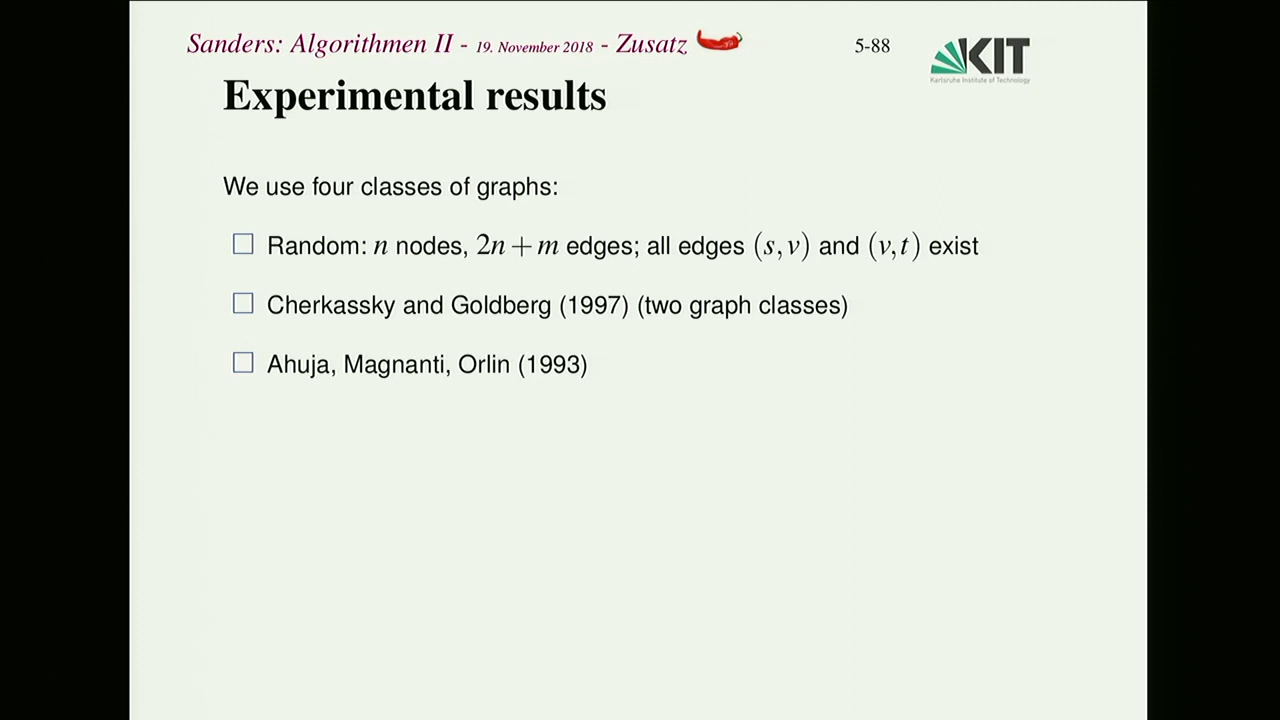 Sanders: Algorithmen II - 19. November 2018 - Zusatz
5-88
KIT
Karlsruhe Institute of Technology
Experimental results
We use four classes of graphs:
Random: n nodes, 2n + m edges; all edges (s, v) and (v, t) exist
Cherkassky and Goldberg (1997) (two graph classes)
Ahuja, Magnanti, Orlin (1993)